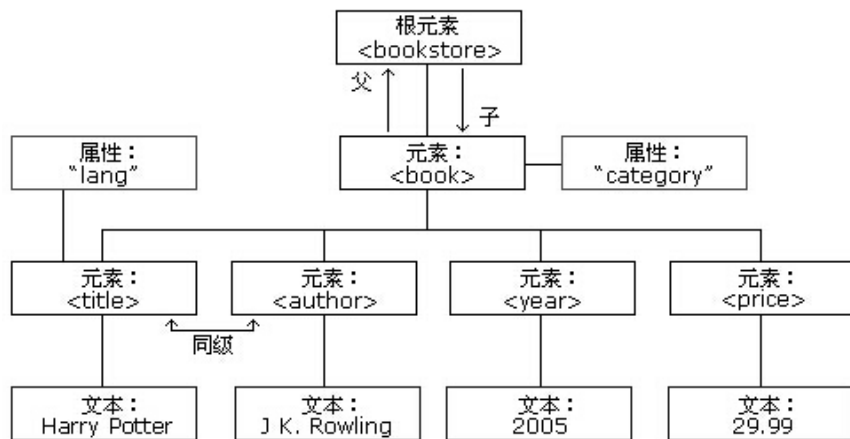 根元素
<bookstore>
父
子
属性：
“lang”
元素：
<book>
属性：
“category”
元素：
<title>
元素：
<author>
元素：
<year>
元素：
<price>
同级
文本：
Harry Potter
文本：
J K. Rowling
文本：
2005
文本：
29.99